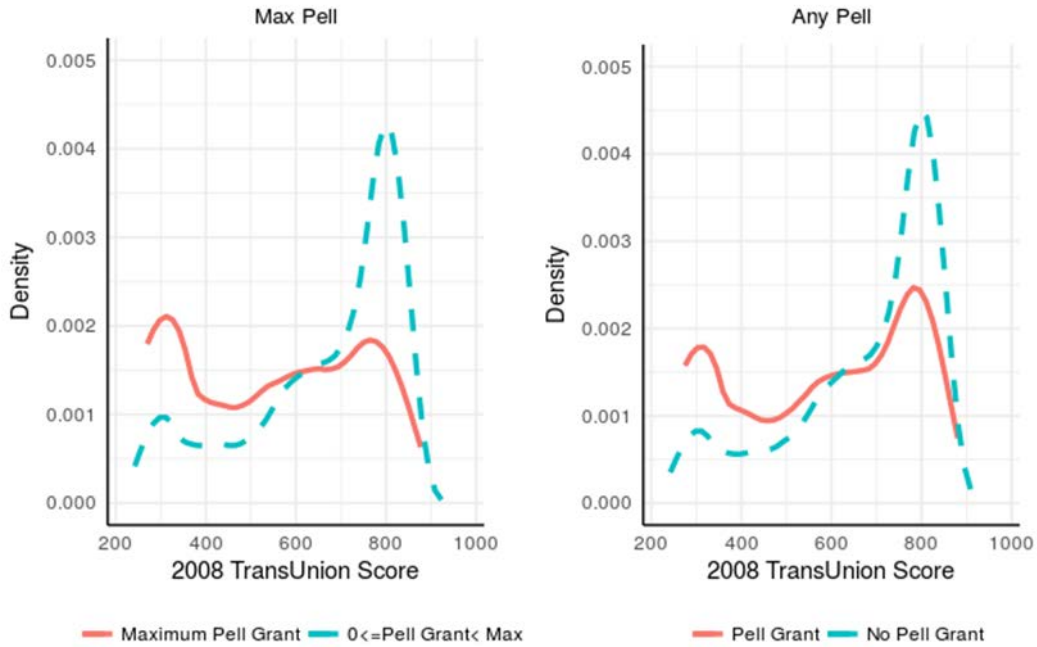 Max Pell
0.005
0.004
0.003
0.002
0.001
0.000
Density
200 400 600 800 1000
2008 TransUnion Score
Maximum Pell Grant 0<=Pell Grant< Max
Any Pell
0.005
0.004
0.003
0.002
0.001
0.000
Density
200 400 600 800 1000
2008 TransUnion Score
Pell Grant No Pell Grant